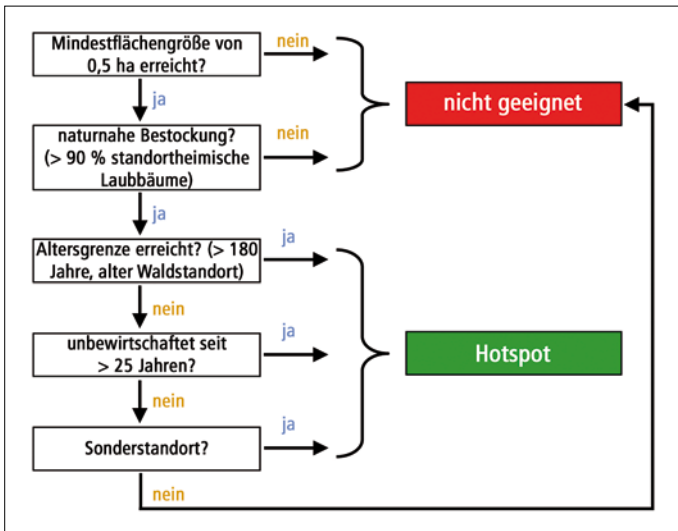 Mindestflächengröße von
0,5 ha erreicht?
nein
ja
nicht geeignet
naturnahe Bestockung?
(> 90 % standortheimische
Laubbäume)
nein
ja
Altersgrenze erreicht? (> 180
Jahre, alter Waldstandort)
ja
nein
unbewirtschaftet seit
> 25 Jahren?
ja
Hotspot
nein
Sonderstandort?
ja
nein